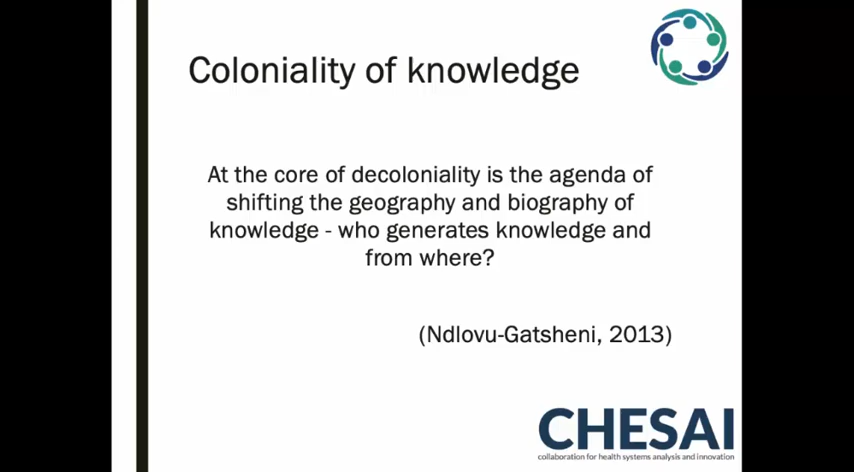 Coloniality of knowledge
At the core of decoloniality is the agenda of
shifting the geography and biography of
knowledge - who generates knowledge and
from where?
(Ndlovu-Gatsheni, 2013)
CHESAI
collaboration for health systems analysis and innovation